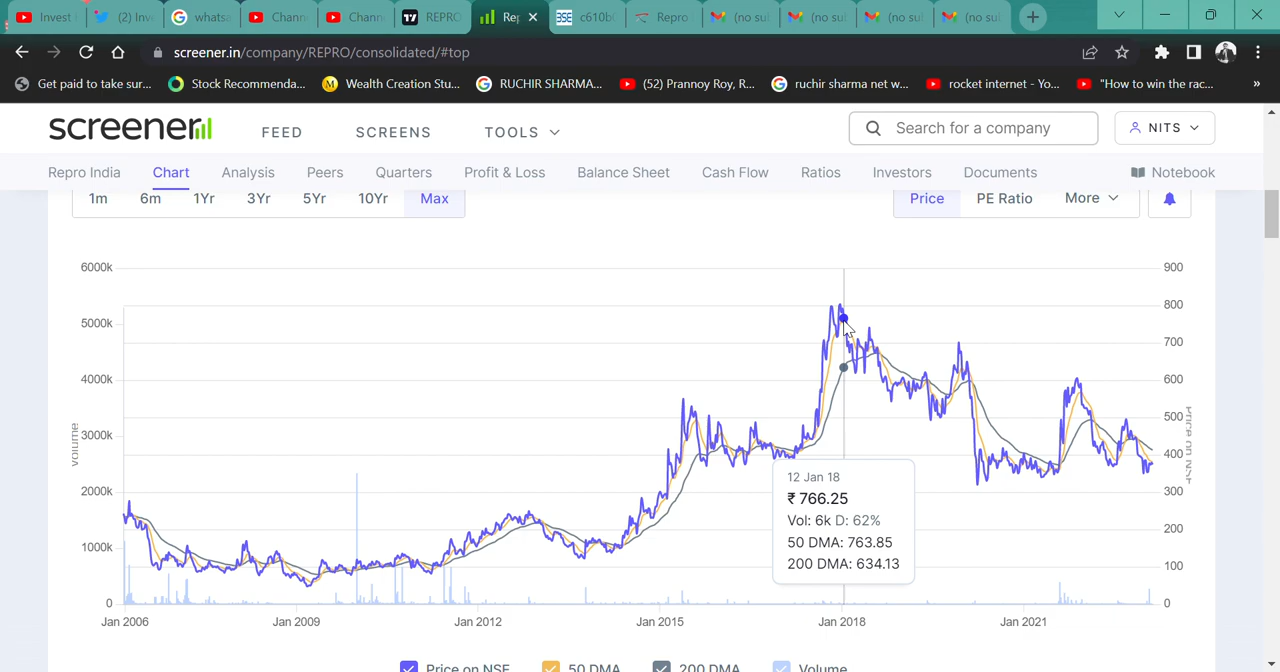 Invest
(2) Inv
whatsa
Chann
Chann
REPRO
Rep
c610b0
Repro
(no sub
(no sub
(no sub
(no sub
screener.in/company/REPRO/consolidated/#top
Get paid to take sur...
Stock Recommenda...
Wealth Creation Stu...
RUCHIR SHARMA...
(52) Prannoy Roy, R...
ruchir sharma net w...
rocket internet - Yo...
"How to win the rac...
»
screener
FEED
SCREENS
TOOLS
Search for a company
NITS
Repro India
Chart
Analysis
Peers
Quarters
Profit & Loss
Balance Sheet
Cash Flow
Ratios
Investors
Documents
Notebook
1m
6m
1Yr
3Yr
5Yr
10Yr
Max
Price
PE Ratio
More
6000k
5000k
4000k
3000k
2000k
1000k
0
Volume
900
800
700
600
500
400
300
200
100
0
12 Jan 18
₹ 766.25
Vol: 6k D: 62%
50 DMA: 763.85
200 DMA: 634.13
Jan 2006
Jan 2009
Jan 2012
Jan 2015
Jan 2018
Jan 2021
Price on NSE
50 DMA
200 DMA
Volume